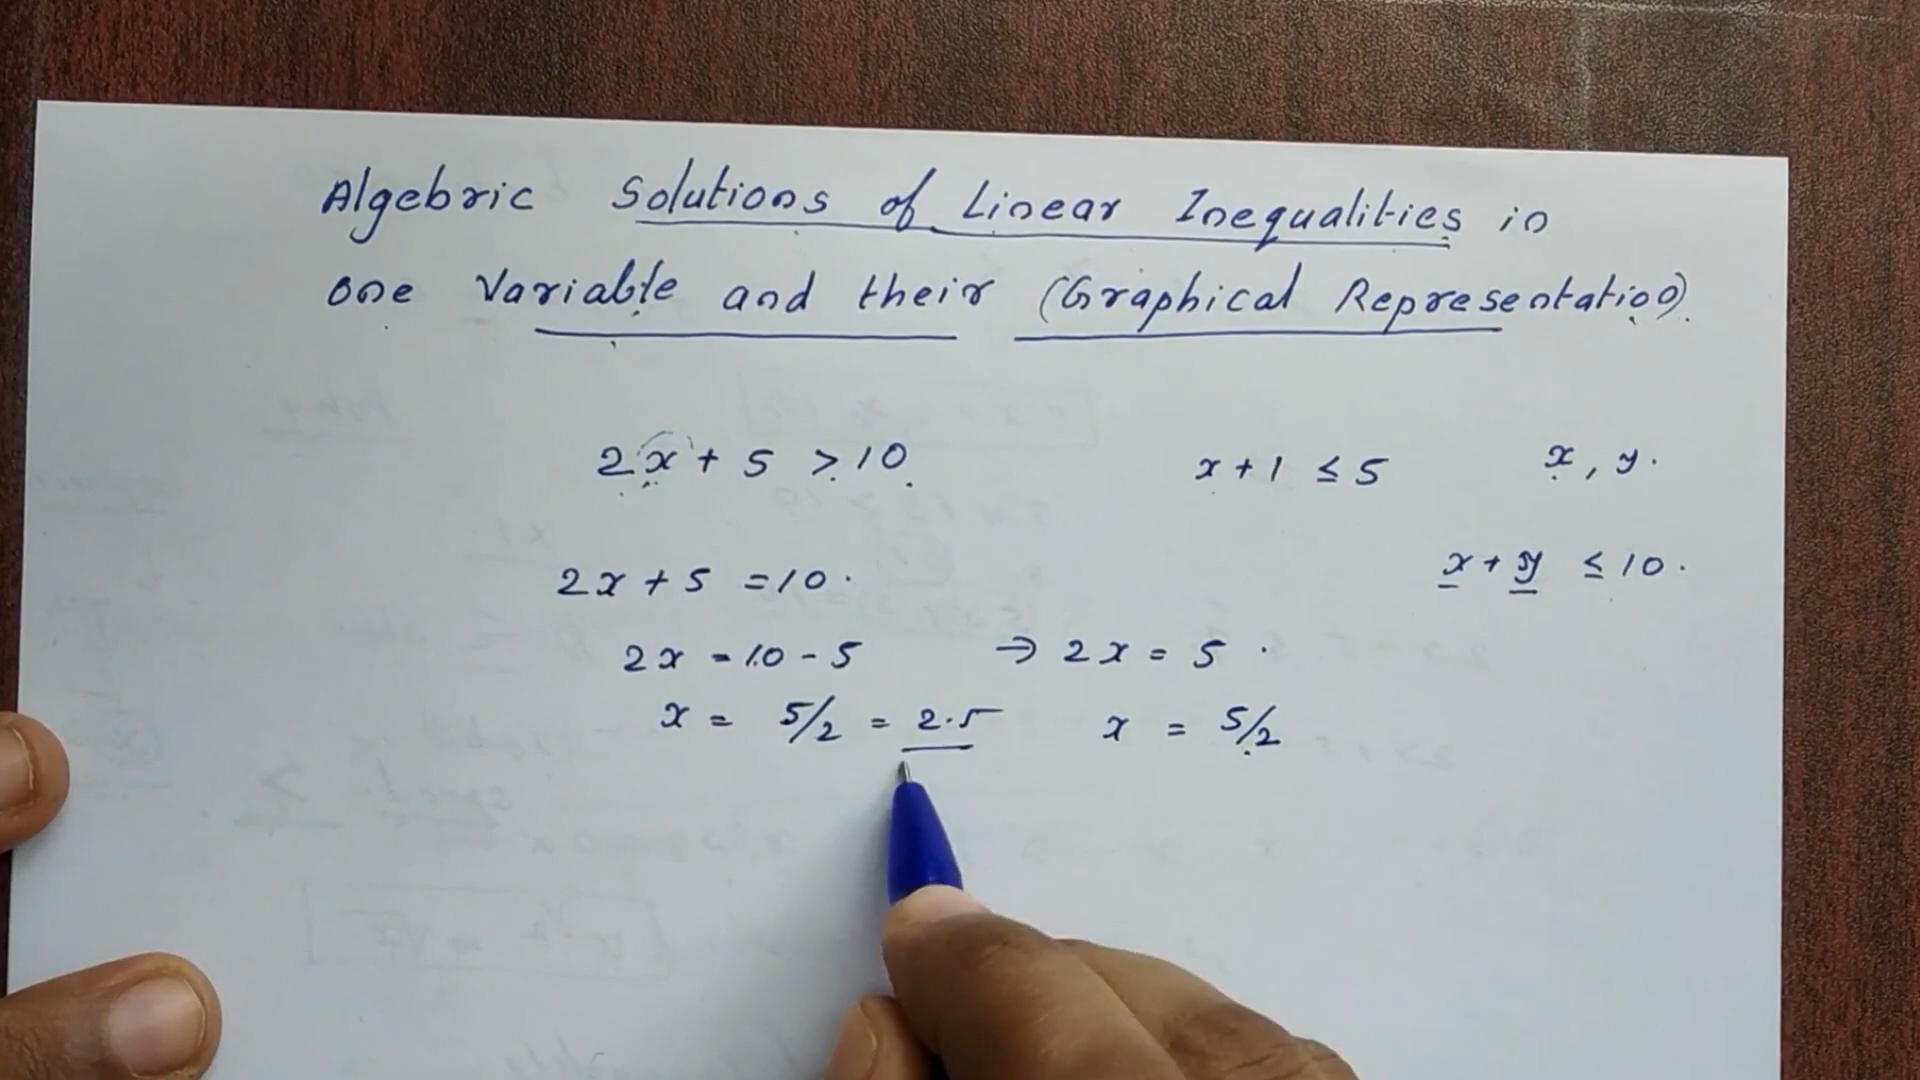 Algebric Solutions of Linear Inequalities in
one Variable and their (Graphical Representation).
2x + 5 > 10.
x + 1 ≤ 5
x, y.
2x + 5 = 10.
x + y ≤ 10.
2x = 10 - 5 → 2x = 5.
x = 5/2 = 2.5
x = 5/2